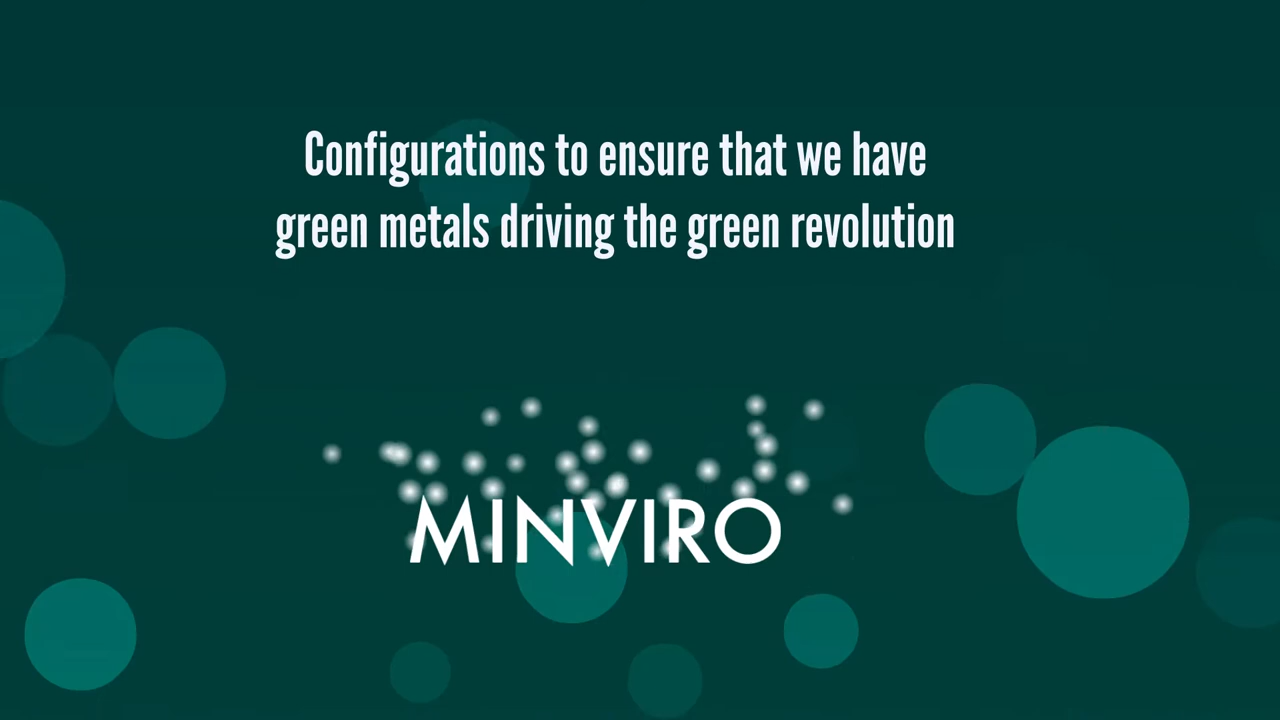 Configurations to ensure that we have
green metals driving the green revolution
MINVIRO